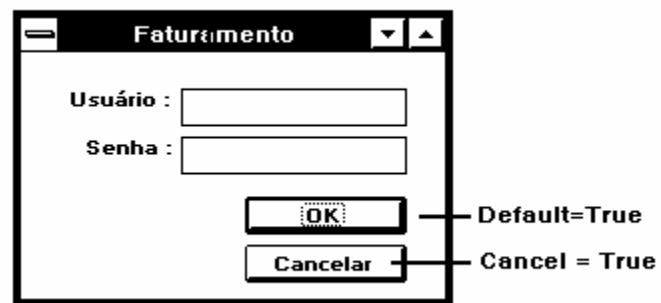 Faturamento
Usuário :
Senha :
OK
Default=True
Cancelar
Cancel = True